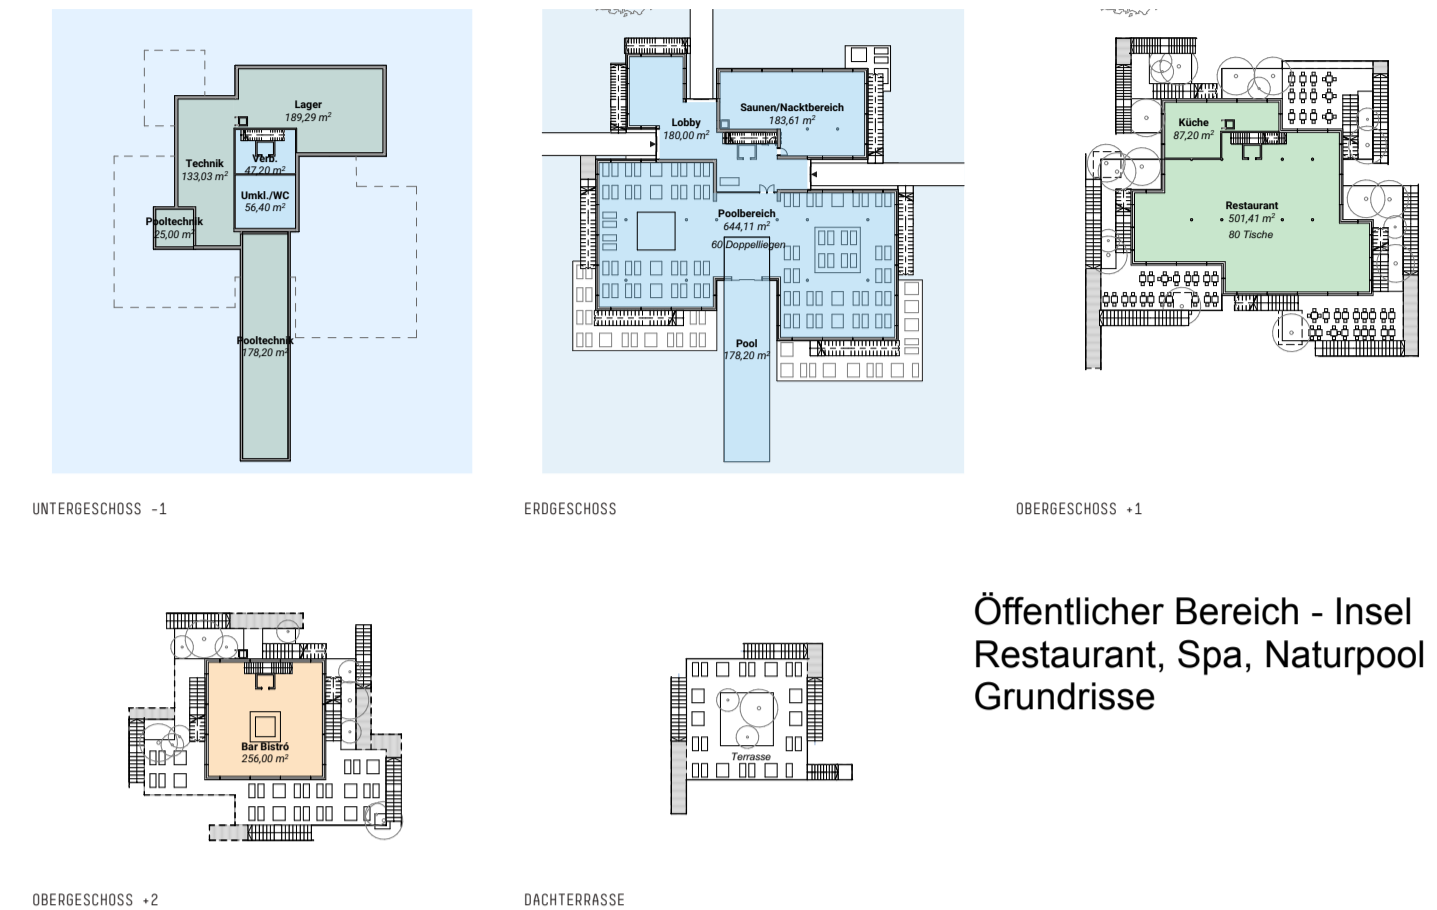 Lager
189,29 m²
Technik
133,03 m²
Verb.
47,20 m²
Umkl./WC
56,40 m²
Pooltechnik
25,00 m²
Pooltechnik
178,20 m²
UNTERGESCHOSS -1
Lobby
180,00 m²
Saunen/Nacktbereich
183,61 m²
Poolbereich
644,11 m²
60 Doppelliegen
Pool
178,20 m²
ERDGESCHOSS
Küche
87,20 m²
Restaurant
501,41 m²
80 Tische
OBERGESCHOSS +1
Bar Bistró
256,00 m²
OBERGESCHOSS +2
Terrasse
DACHTERRASSE
Öffentlicher Bereich - Insel
Restaurant, Spa, Naturpool
Grundrisse